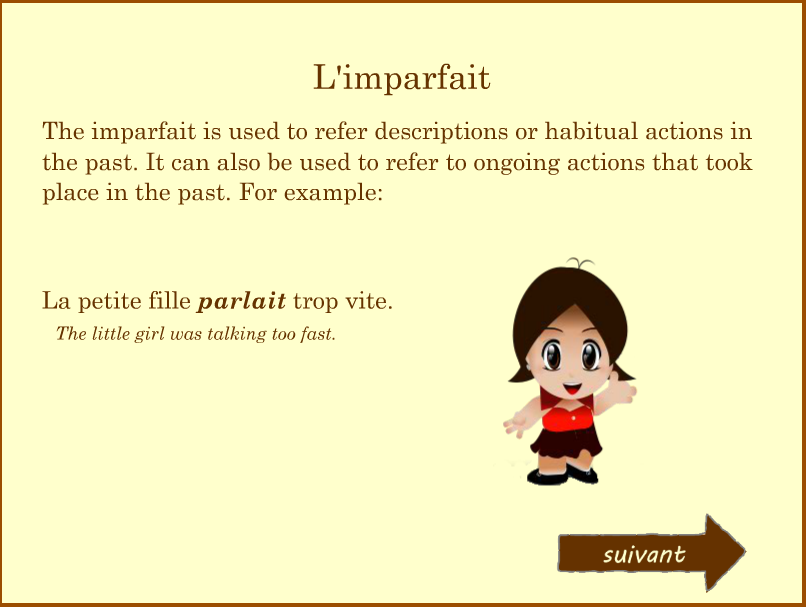 L'imparfait
The imparfait is used to refer descriptions or habitual actions in
the past. It can also be used to refer to ongoing actions that took
place in the past. For example:
La petite fille parlait trop vite.
The little girl was talking too fast.
suivant